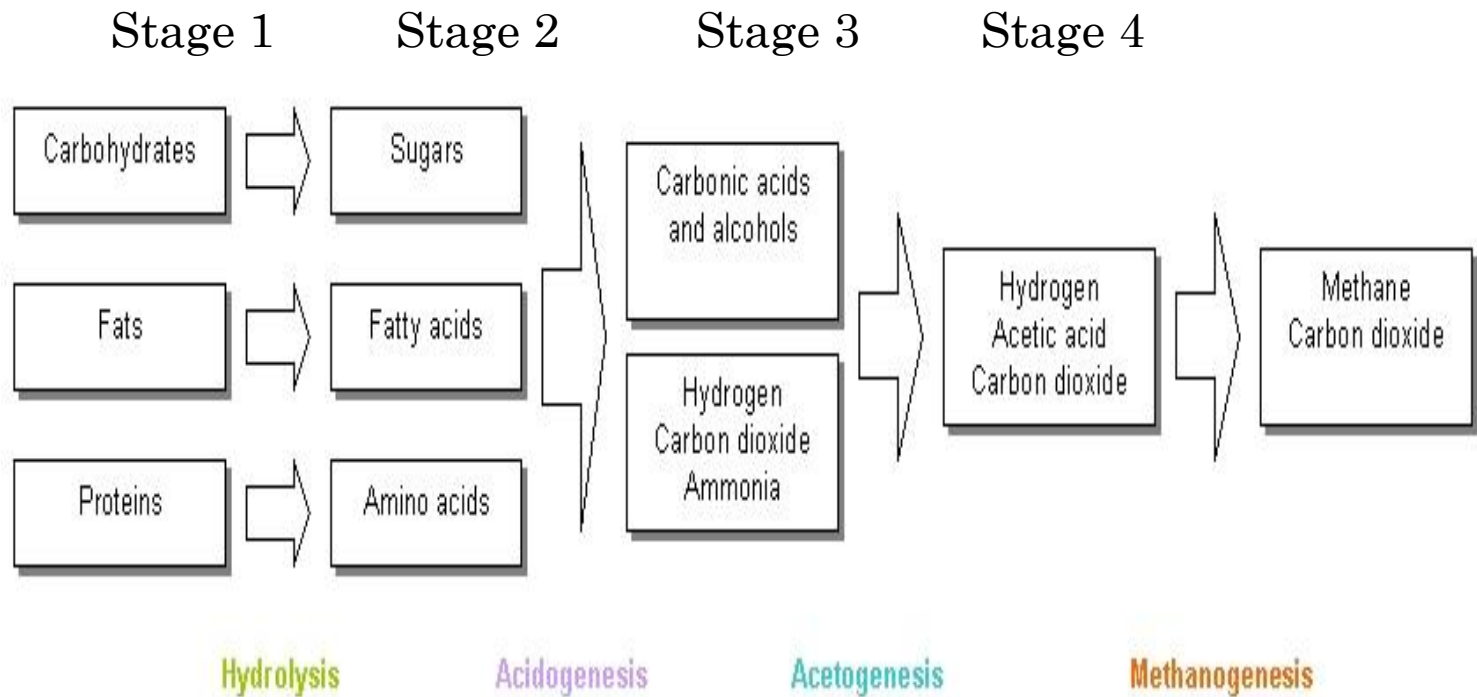 Stage 1 Stage 2 Stage 3 Stage 4
Carbohydrates
Sugars
Fats
Fatty acids
Proteins
Amino acids
Carbonic acids
and alcohols
Hydrogen
Carbon dioxide
Ammonia
Hydrogen
Acetic acid
Carbon dioxide
Methane
Carbon dioxide
Hydrolysis Acidogenesis Acetogenesis Methanogenesis